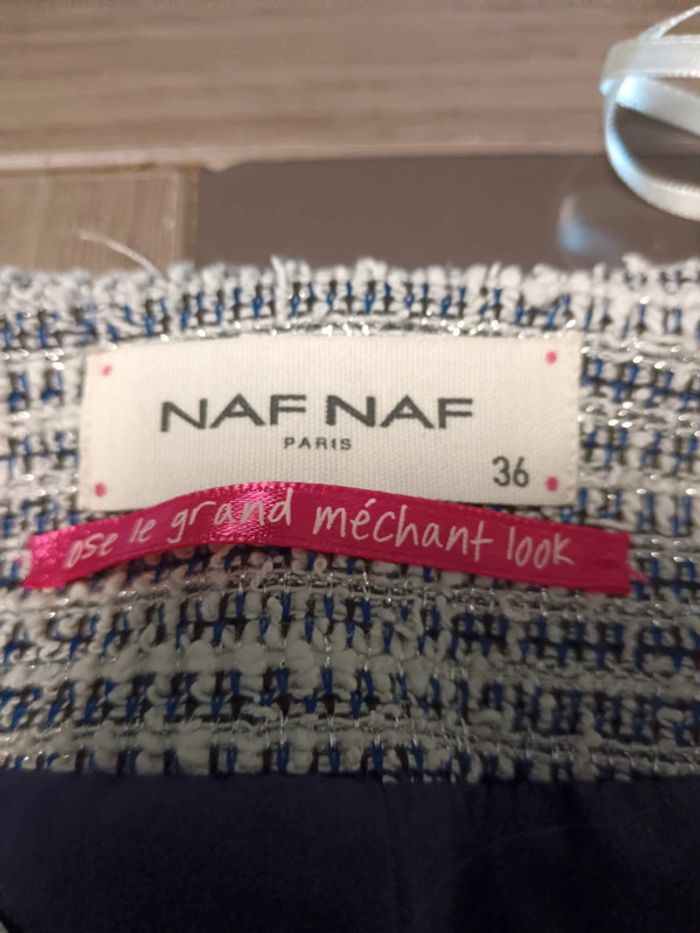 NAF NAF
PARIS
36
ose le grand méchant look